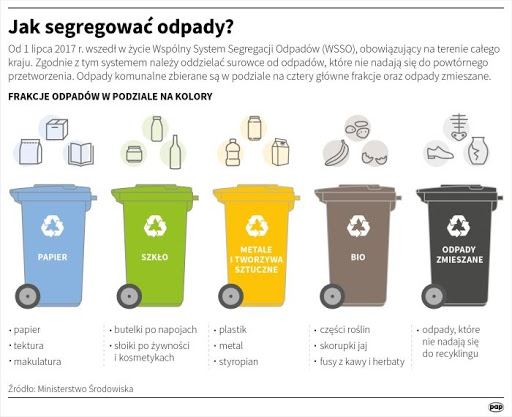 Jak segregować odpady?
Od 1 lipca 2017 r. wszedł w życie Wspólny System Segregacji Odpadów (WSSO), obowiązujący na terenie całego
kraju. Zgodnie z tym systemem należy oddzielać surowce od odpadów, które nie nadają się do powtórnego
przetworzenia. Odpady komunalne zbierane są w podziale na cztery główne frakcje oraz odpady zmieszane.
FRAKCJE ODPADÓW W PODZIALE NA KOLORY
PAPIER
SZKŁO
METALE
I TWORZYWA
SZTUCZNE
BIO
ODPADY
ZMIESZANE
• papier
• tektura
• makulatura
• butelki po napojach
• słoiki po żywności
i kosmetykach
• plastik
• metal
• styropian
• części roślin
• skorupki jaj
• fusy z kawy i herbaty
• odpady, które
nie nadają się
do recyklingu
Źródło: Ministerstwo Środowiska
pap